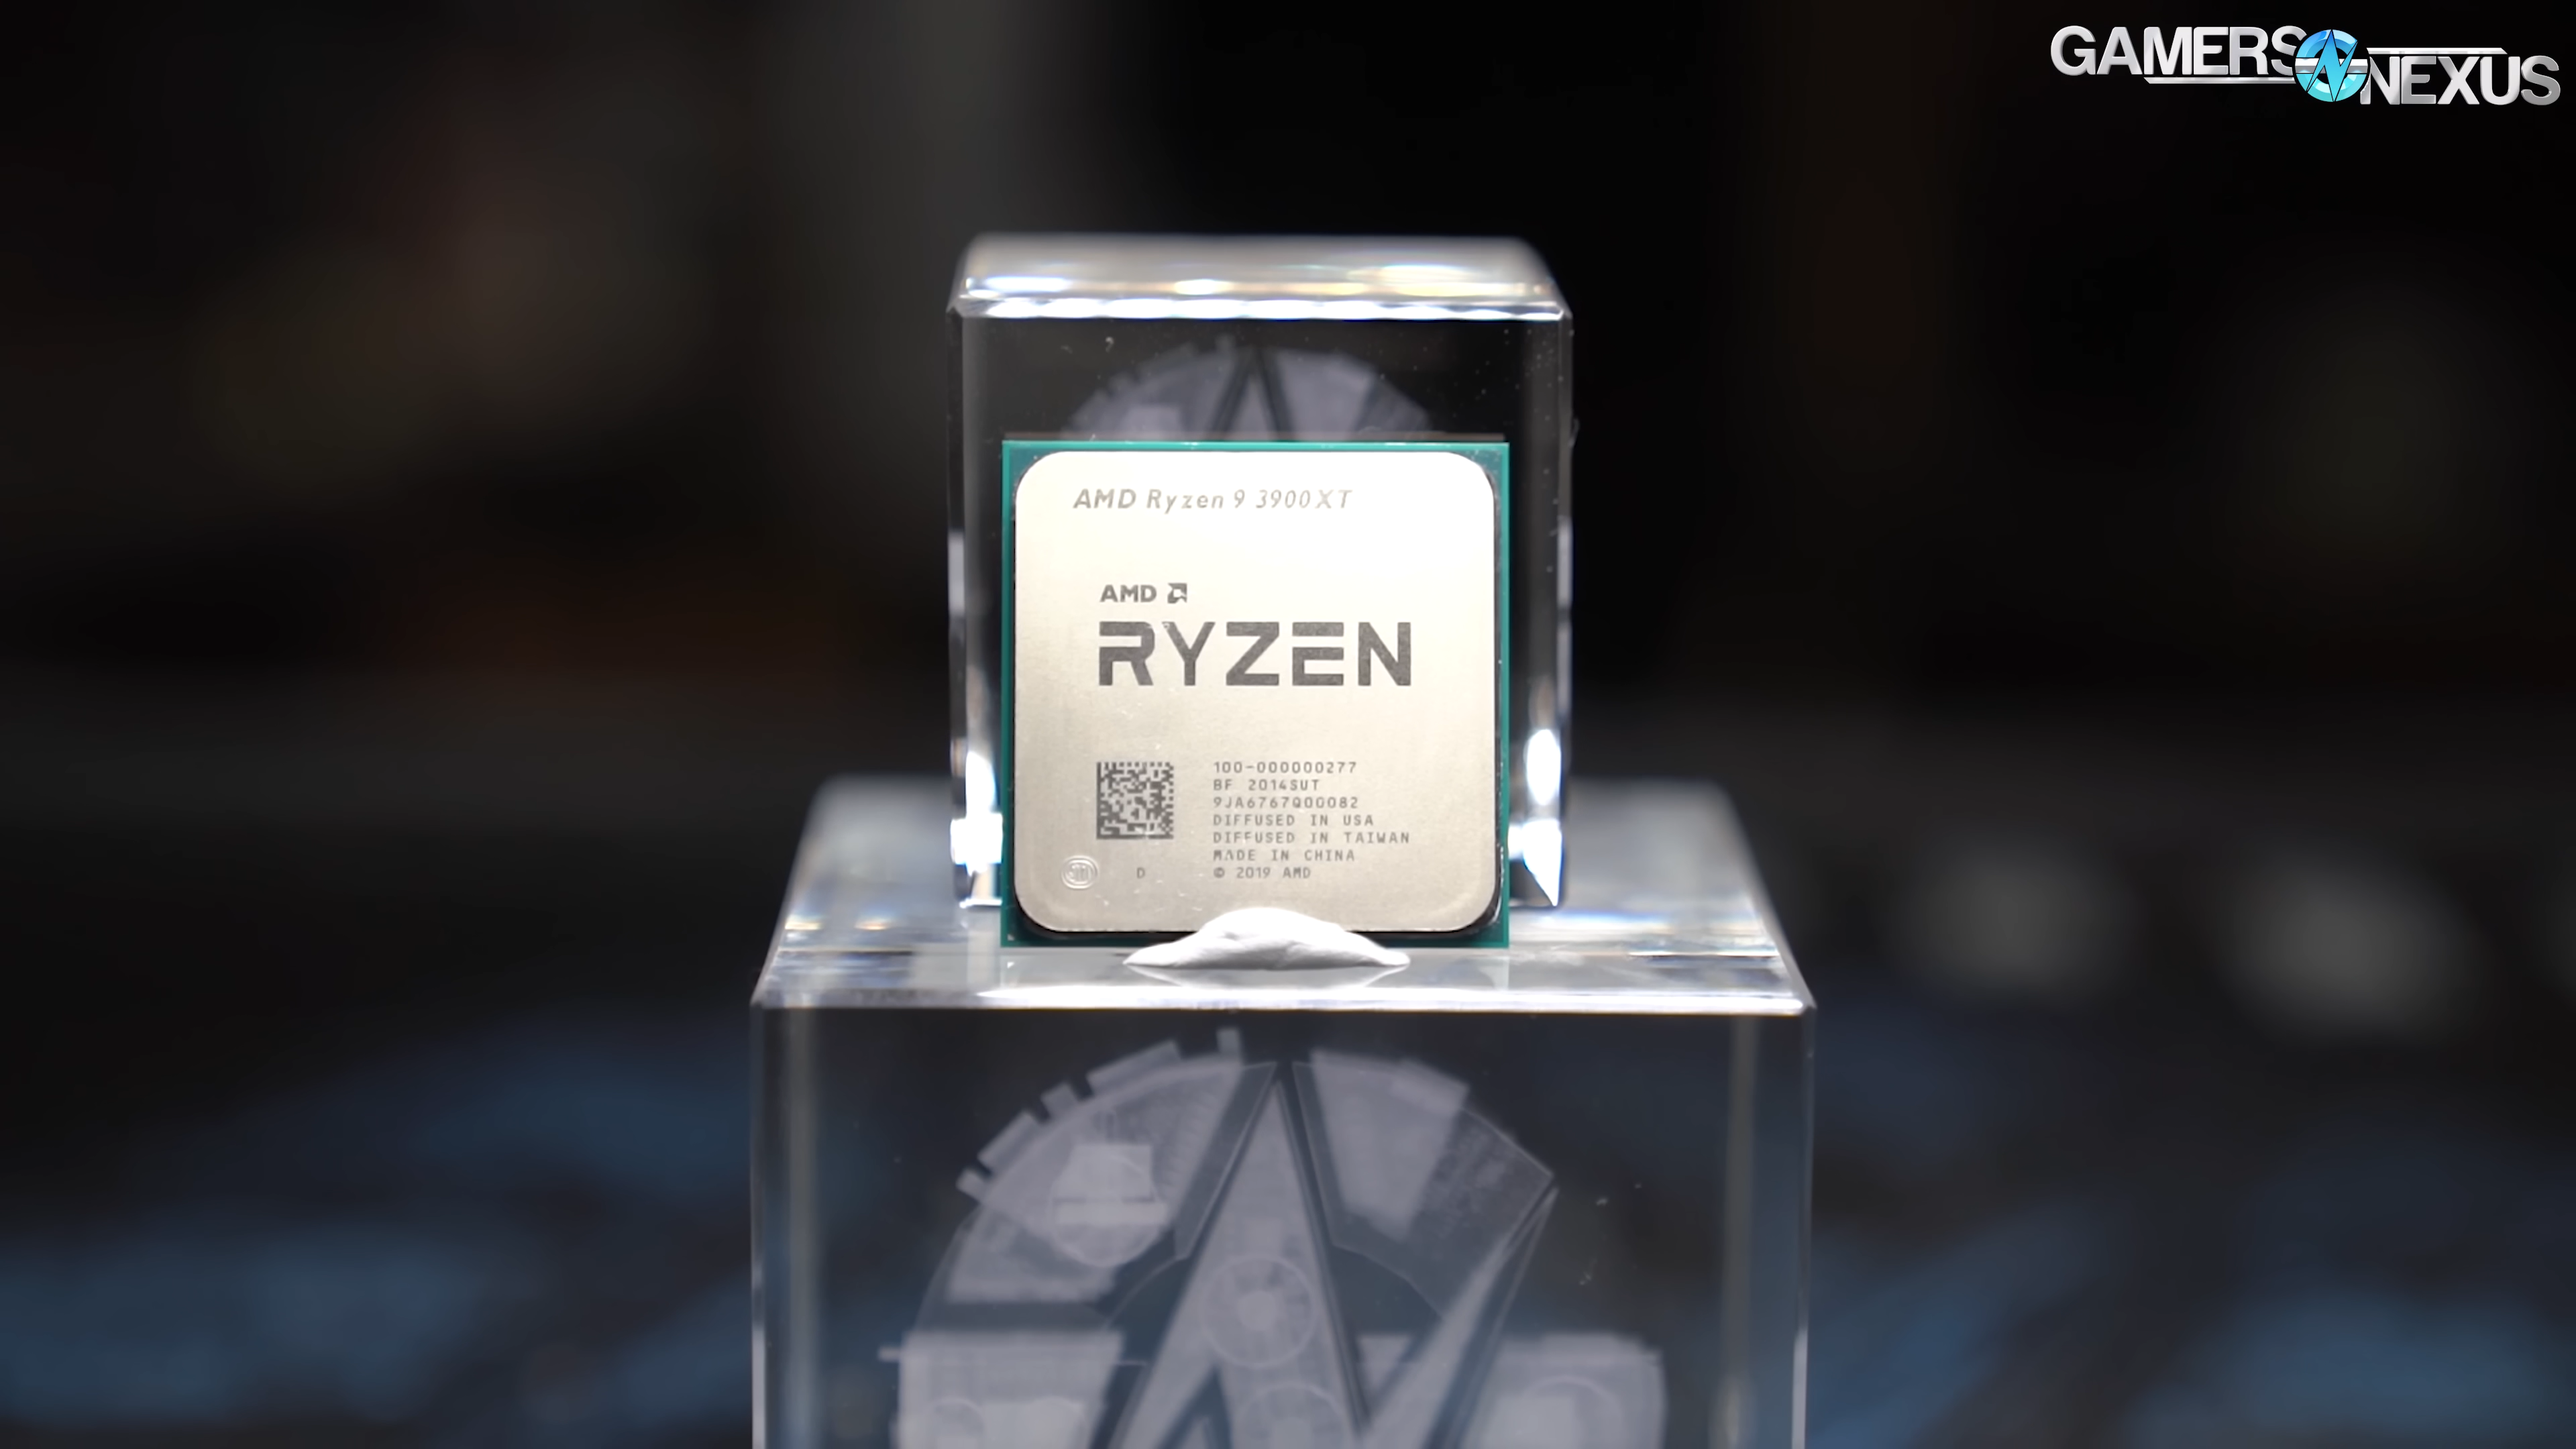 GAMERS NEXUS
AMD Ryzen 9 3900XT
AMD
RYZEN
100-000000277
BF 2014SUT
9JA6767Q00082
DIFFUSED IN USA
DIFFUSED IN TAIWAN
MADE IN CHINA
D
© 2019 AMD